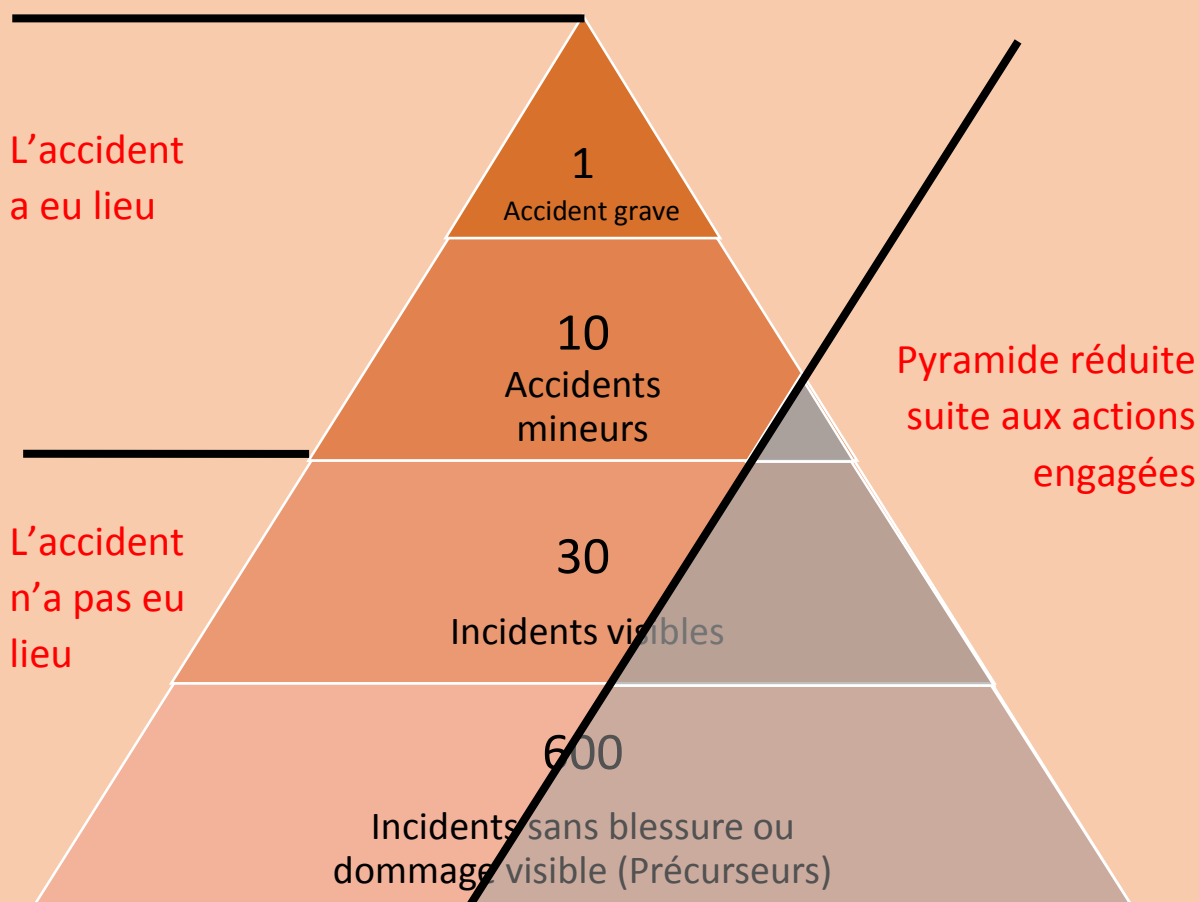 L’accident
a eu lieu
1
Accident grave
10
Accidents
mineurs
Pyramide réduite
suite aux actions
engagées
L’accident
n’a pas eu
lieu
30
Incidents visibles
600
Incidents sans blessure ou
dommage visible (Précurseurs)